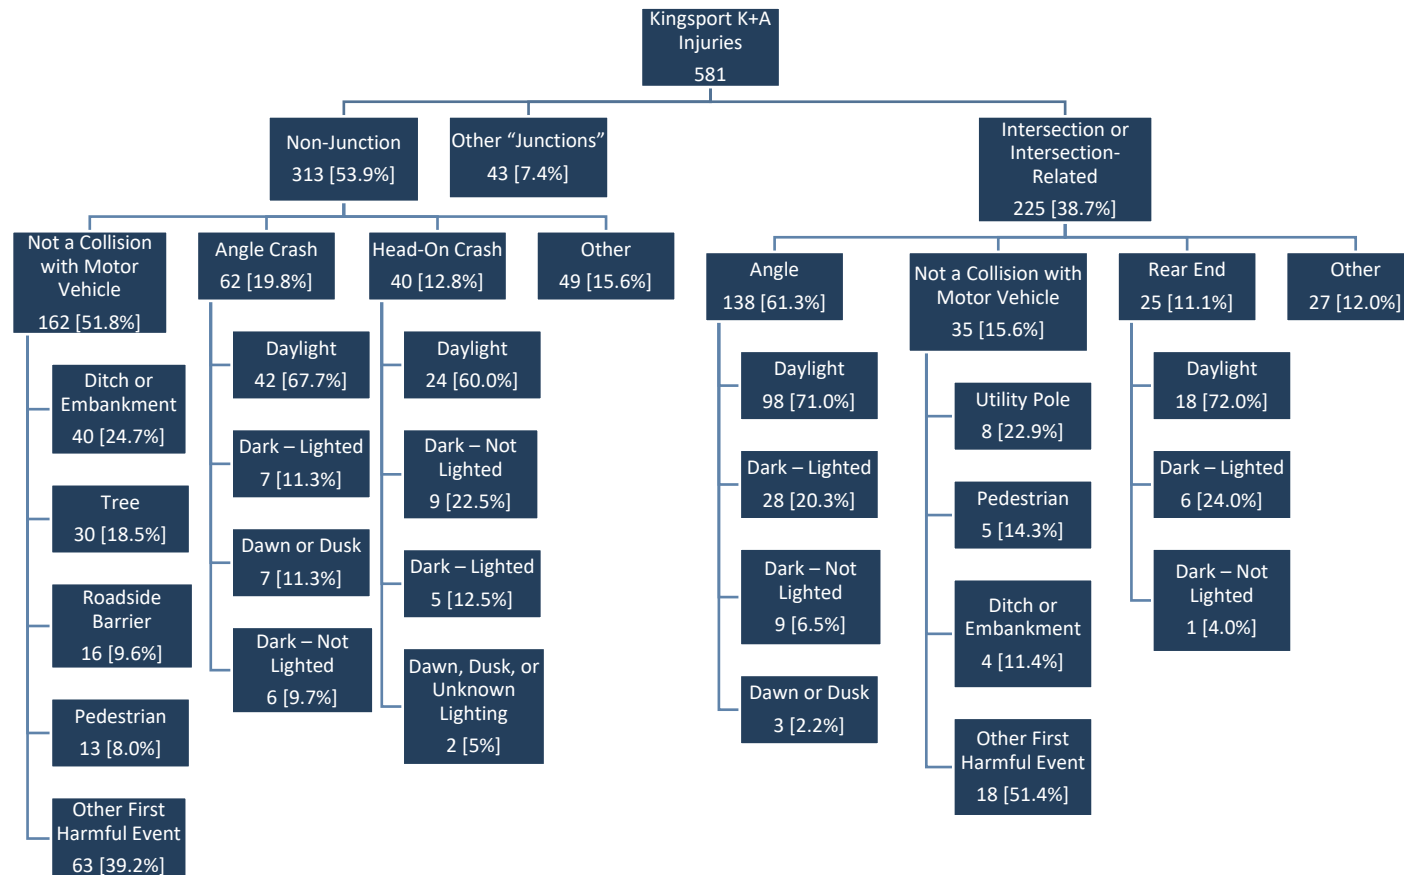 Kingsport K+A
Injuries
581
Non-Junction
313 [53.9%]
Other “Junctions”
43 [7.4%]
Intersection or
Intersection-
Related
225 [38.7%]
Not a Collision
with Motor
Vehicle
162 [51.8%]
Angle Crash
62 [19.8%]
Head-On Crash
40 [12.8%]
Other
49 [15.6%]
Angle
138 [61.3%]
Not a Collision with
Motor Vehicle
35 [15.6%]
Rear End
25 [11.1%]
Other
27 [12.0%]
Ditch or
Embankment
40 [24.7%]
Tree
30 [18.5%]
Roadside
Barrier
16 [9.6%]
Pedestrian
13 [8.0%]
Other First
Harmful Event
63 [39.2%]
Daylight
42 [67.7%]
Dark – Lighted
7 [11.3%]
Dawn or Dusk
7 [11.3%]
Dark – Not
Lighted
6 [9.7%]
Daylight
24 [60.0%]
Dark – Not
Lighted
9 [22.5%]
Dark – Lighted
5 [12.5%]
Dawn, Dusk, or
Unknown
Lighting
2 [5%]
Daylight
98 [71.0%]
Dark – Lighted
28 [20.3%]
Dark – Not
Lighted
9 [6.5%]
Dawn or Dusk
3 [2.2%]
Utility Pole
8 [22.9%]
Pedestrian
5 [14.3%]
Ditch or
Embankment
4 [11.4%]
Other First
Harmful Event
18 [51.4%]
Daylight
18 [72.0%]
Dark – Lighted
6 [24.0%]
Dark – Not
Lighted
1 [4.0%]